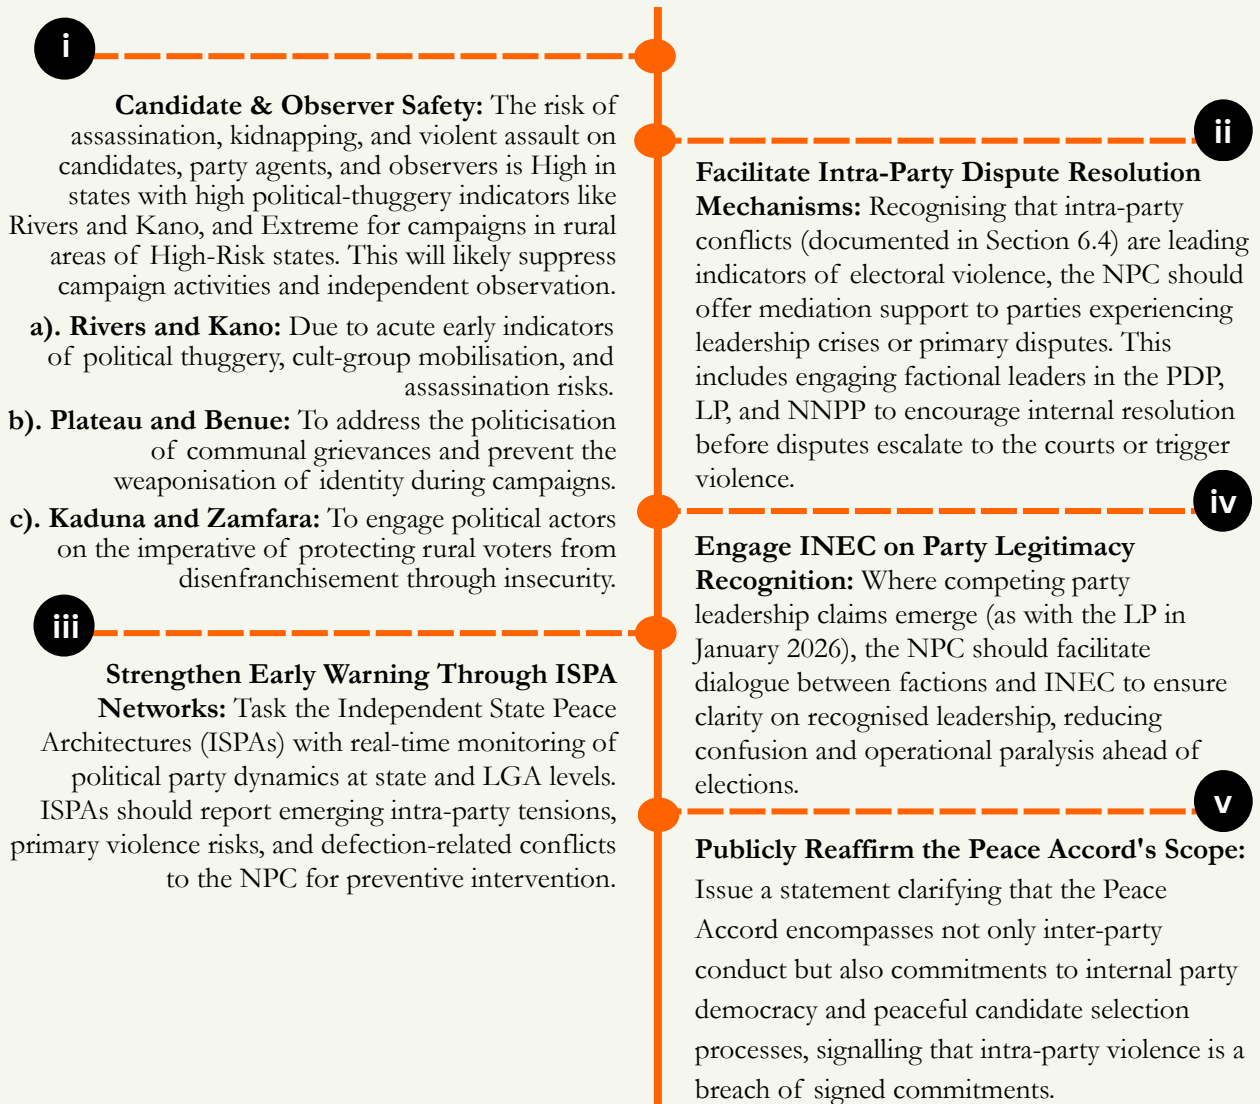 i
Candidate & Observer Safety: The risk of
assassination, kidnapping, and violent assault on
candidates, party agents, and observers is High in
states with high political-thuggery indicators like
Rivers and Kano, and Extreme for campaigns in rural
areas of High-Risk states. This will likely suppress
campaign activities and independent observation.
a). Rivers and Kano: Due to acute early indicators
of political thuggery, cult-group mobilisation, and
assassination risks.
b). Plateau and Benue: To address the politicisation
of communal grievances and prevent the
weaponisation of identity during campaigns.
c). Kaduna and Zamfara: To engage political actors
on the imperative of protecting rural voters from
disenfranchisement through insecurity.
ii
Facilitate Intra-Party Dispute Resolution
Mechanisms: Recognising that intra-party
conflicts (documented in Section 6.4) are leading
indicators of electoral violence, the NPC should
offer mediation support to parties experiencing
leadership crises or primary disputes. This
includes engaging factional leaders in the PDP,
LP, and NNPP to encourage internal resolution
before disputes escalate to the courts or trigger
violence.
iii
Strengthen Early Warning Through ISPA
Networks: Task the Independent State Peace
Architectures (ISPAs) with real-time monitoring of
political party dynamics at state and LGA levels.
ISPAs should report emerging intra-party tensions,
primary violence risks, and defection-related conflicts
to the NPC for preventive intervention.
iv
Engage INEC on Party Legitimacy
Recognition: Where competing party
leadership claims emerge (as with the LP in
January 2026), the NPC should facilitate
dialogue between factions and INEC to ensure
clarity on recognised leadership, reducing
confusion and operational paralysis ahead of
elections.
v
Publicly Reaffirm the Peace Accord's Scope:
Issue a statement clarifying that the Peace
Accord encompasses not only inter-party
conduct but also commitments to internal party
democracy and peaceful candidate selection
processes, signalling that intra-party violence is a
breach of signed commitments.